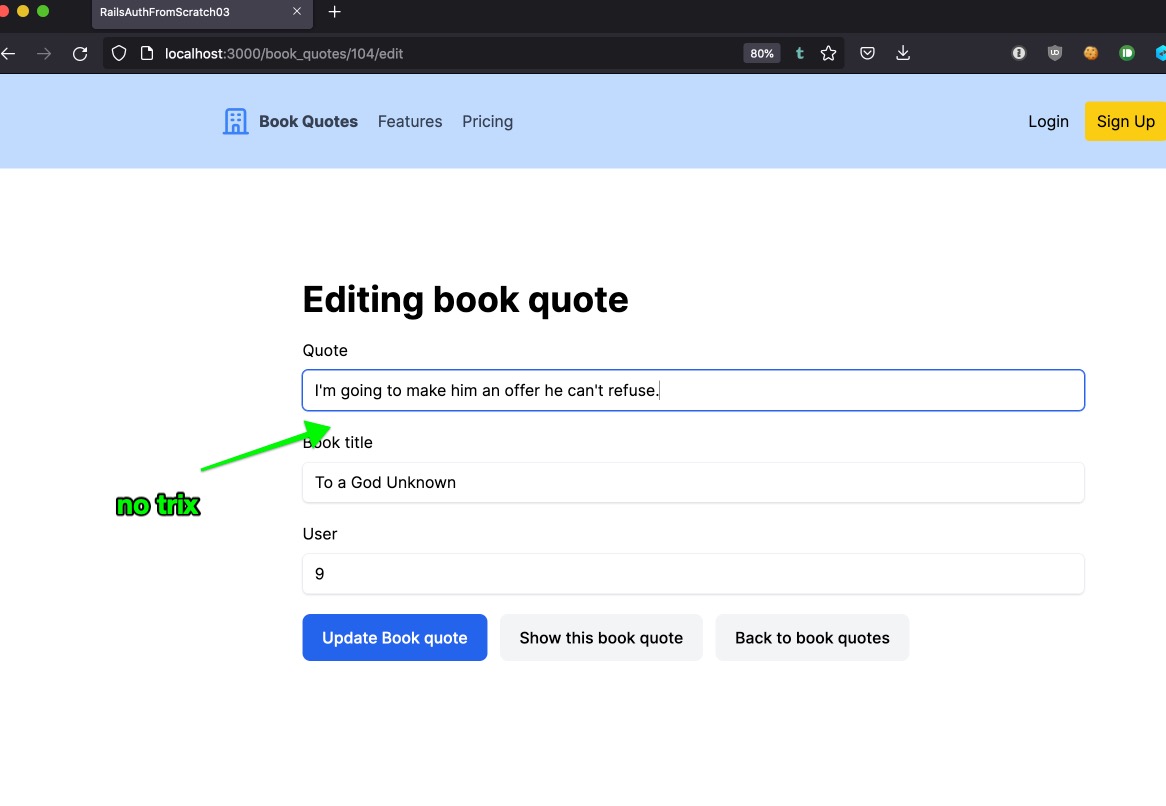 RailsAuthFromScratch03
localhost:3000/book_quotes/104/edit
80%
t
UD
Book Quotes Features Pricing Login Sign Up
Editing book quote
Quote
I'm going to make him an offer he can't refuse.
Book title
no trix
To a God Unknown
User
9
Update Book quote Show this book quote Back to book quotes